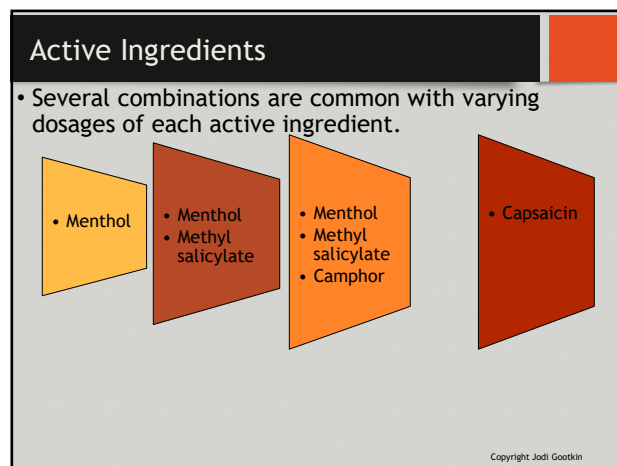 Active Ingredients
• Several combinations are common with varying
dosages of each active ingredient.
• Menthol
• Menthol
• Methyl
salicylate
• Menthol
• Methyl
salicylate
• Camphor
• Capsaicin
Copyright Jodi Gootkin